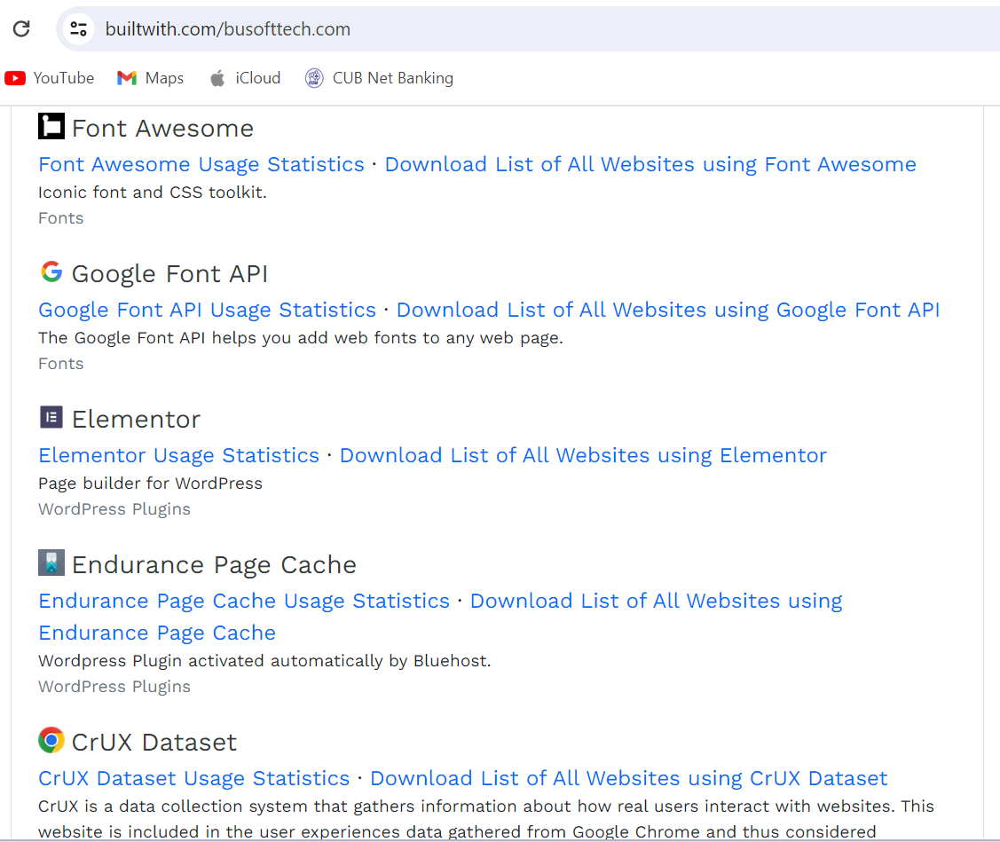 builtwith.com/busofttech.com
YouTube Maps iCloud CUB Net Banking
Font Awesome
Font Awesome Usage Statistics · Download List of All Websites using Font Awesome
Iconic font and CSS toolkit.
Fonts
Google Font API
Google Font API Usage Statistics · Download List of All Websites using Google Font API
The Google Font API helps you add web fonts to any web page.
Fonts
Elementor
Elementor Usage Statistics · Download List of All Websites using Elementor
Page builder for WordPress
WordPress Plugins
Endurance Page Cache
Endurance Page Cache Usage Statistics · Download List of All Websites using
Endurance Page Cache
Wordpress Plugin activated automatically by Bluehost.
WordPress Plugins
CrUX Dataset
CrUX Dataset Usage Statistics · Download List of All Websites using CrUX Dataset
CrUX is a data collection system that gathers information about how real users interact with websites. This
website is included in the user experiences data gathered from Google Chrome and thus considered